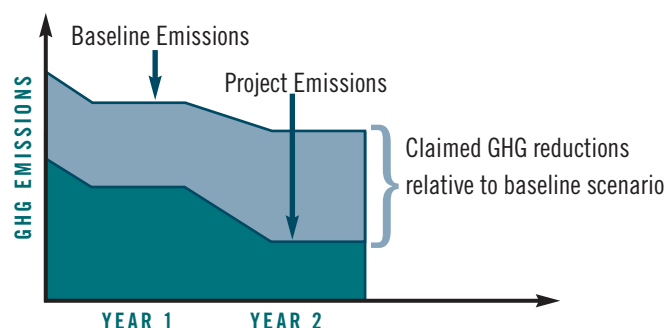 Baseline Emissions
Project Emissions
GHG EMISSIONS
Claimed GHG reductions
relative to baseline scenario
YEAR 1
YEAR 2